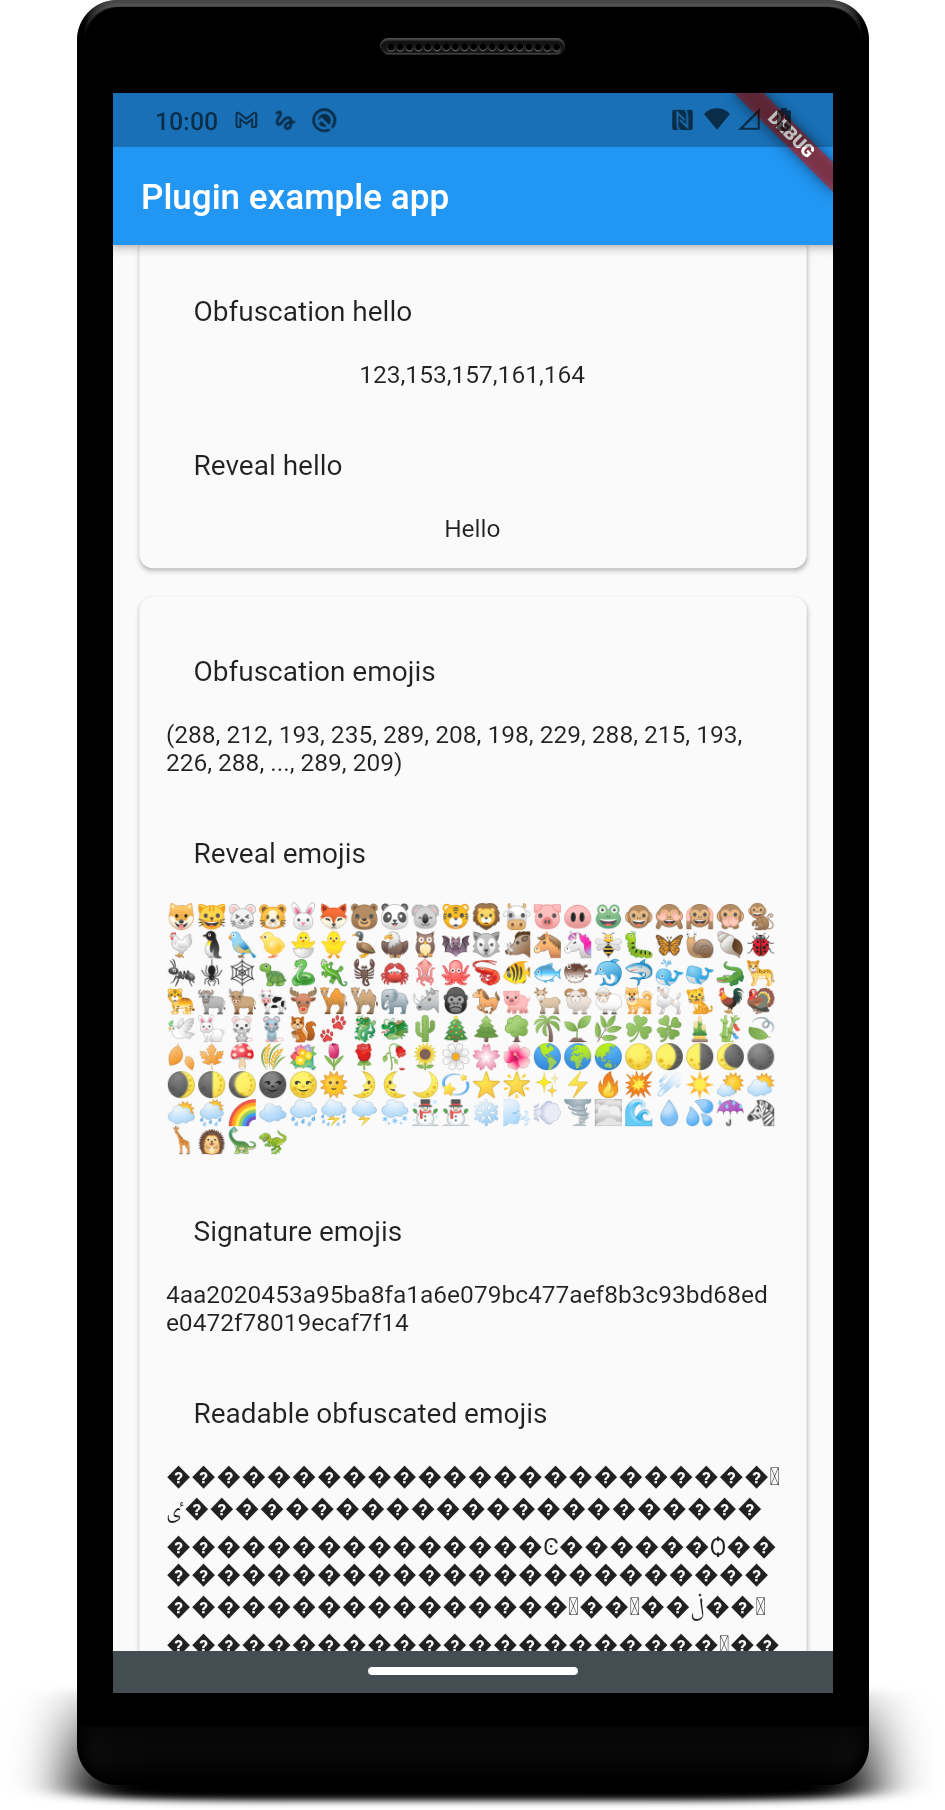 10:00
DEBUG
Plugin example app
Obfuscation hello
123,153,157,161,164
Reveal hello
Hello
Obfuscation emojis
(288, 212, 193, 235, 289, 208, 198, 229, 288, 215, 193,
226, 288, ..., 289, 209)
Reveal emojis
Signature emojis
4aa2020453a95ba8fa1a6e079bc477aef8b3c93bd68ed
e0472f78019ecaf7f14
Readable obfuscated emojis